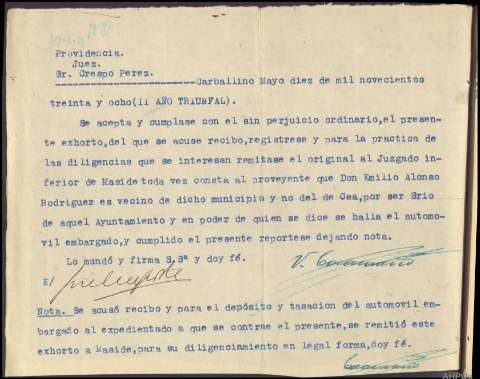 Providencia.
Juez.
Sr. Crespo Perez.
------------------------Carballino Mayo diez de mil novecientos
treinta y ocho(II AÑO TRIUNFAL).
Se acepta y cumplase con el sin perjuicio ordinario,el presen-
te exhorto,del que se acuse recibo,registrese y para la practica de
las diligencias que se interesan remitase el original al Juzgado in-
ferior de Maside toda vez consta al proveyente que Don Emilio Alonso
Rodriguez es vecino de dicho municipio y no del de Cea,por ser Srio
de aquel Ayuntamiento y en poder de quien se dice se halla el automo-
vil embargado,y cumplido el presente reportese dejando nota.
Lo mandó y firma S.Sª y doy fé.
E/
Nota. Se acusó recibo y para el depósito y tasacion del automovil em-
bargado al expedientado a que se contrae el presente,se remitió este
exhorto a Maside,para su diligenciamiento en legal forma,doy fé.